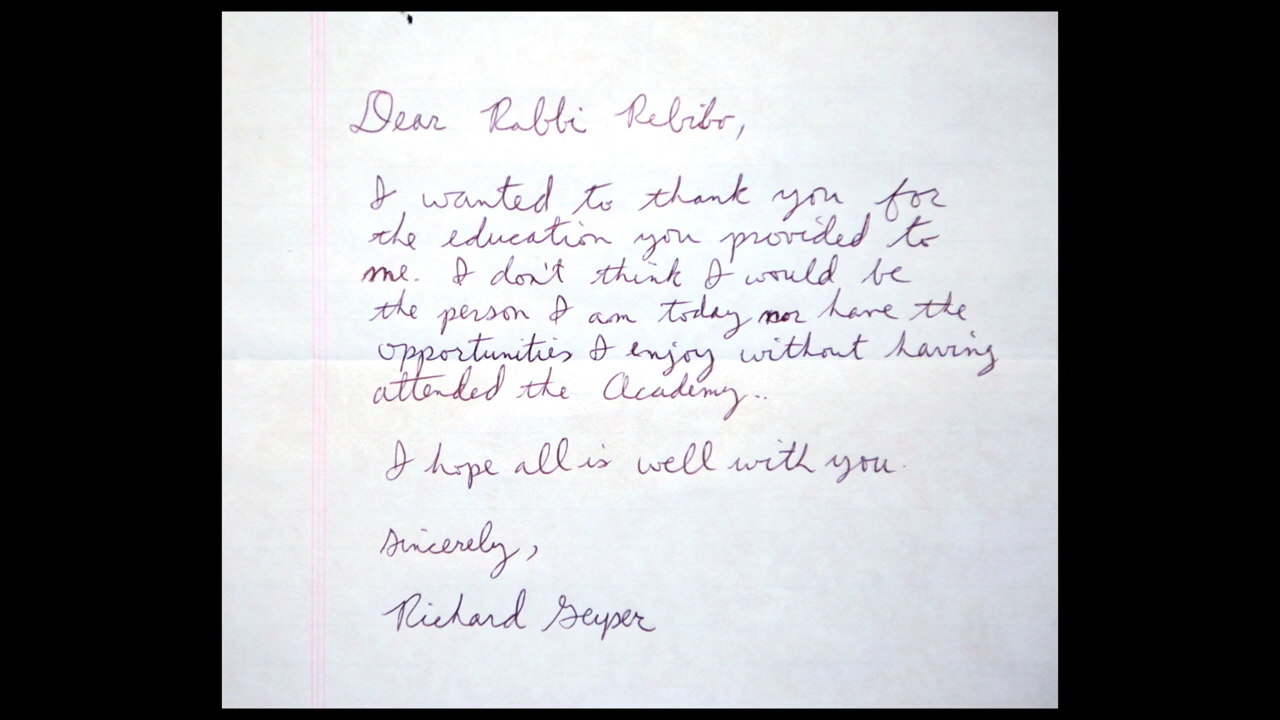 Dear Rabbi Rebibo,
I wanted to thank you for
the education you provided to
me. I don't think I would be
the person I am today nor have the
opportunities I enjoy without having
attended the Academy..
I hope all is well with you.
Sincerely,
Richard Geyser